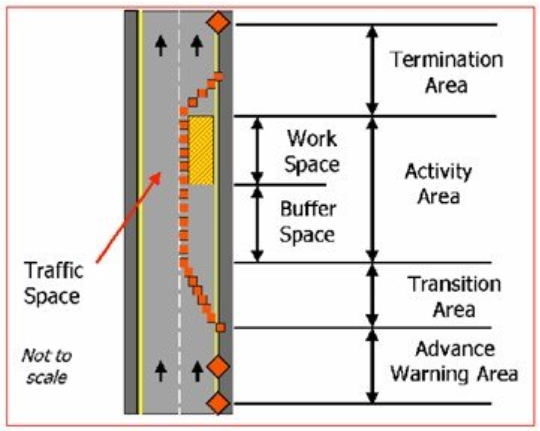 Termination
Area
Work
Space
Activity
Area
Buffer
Space
Traffic
Space
Transition
Area
Not to
scale
Advance
Warning Area